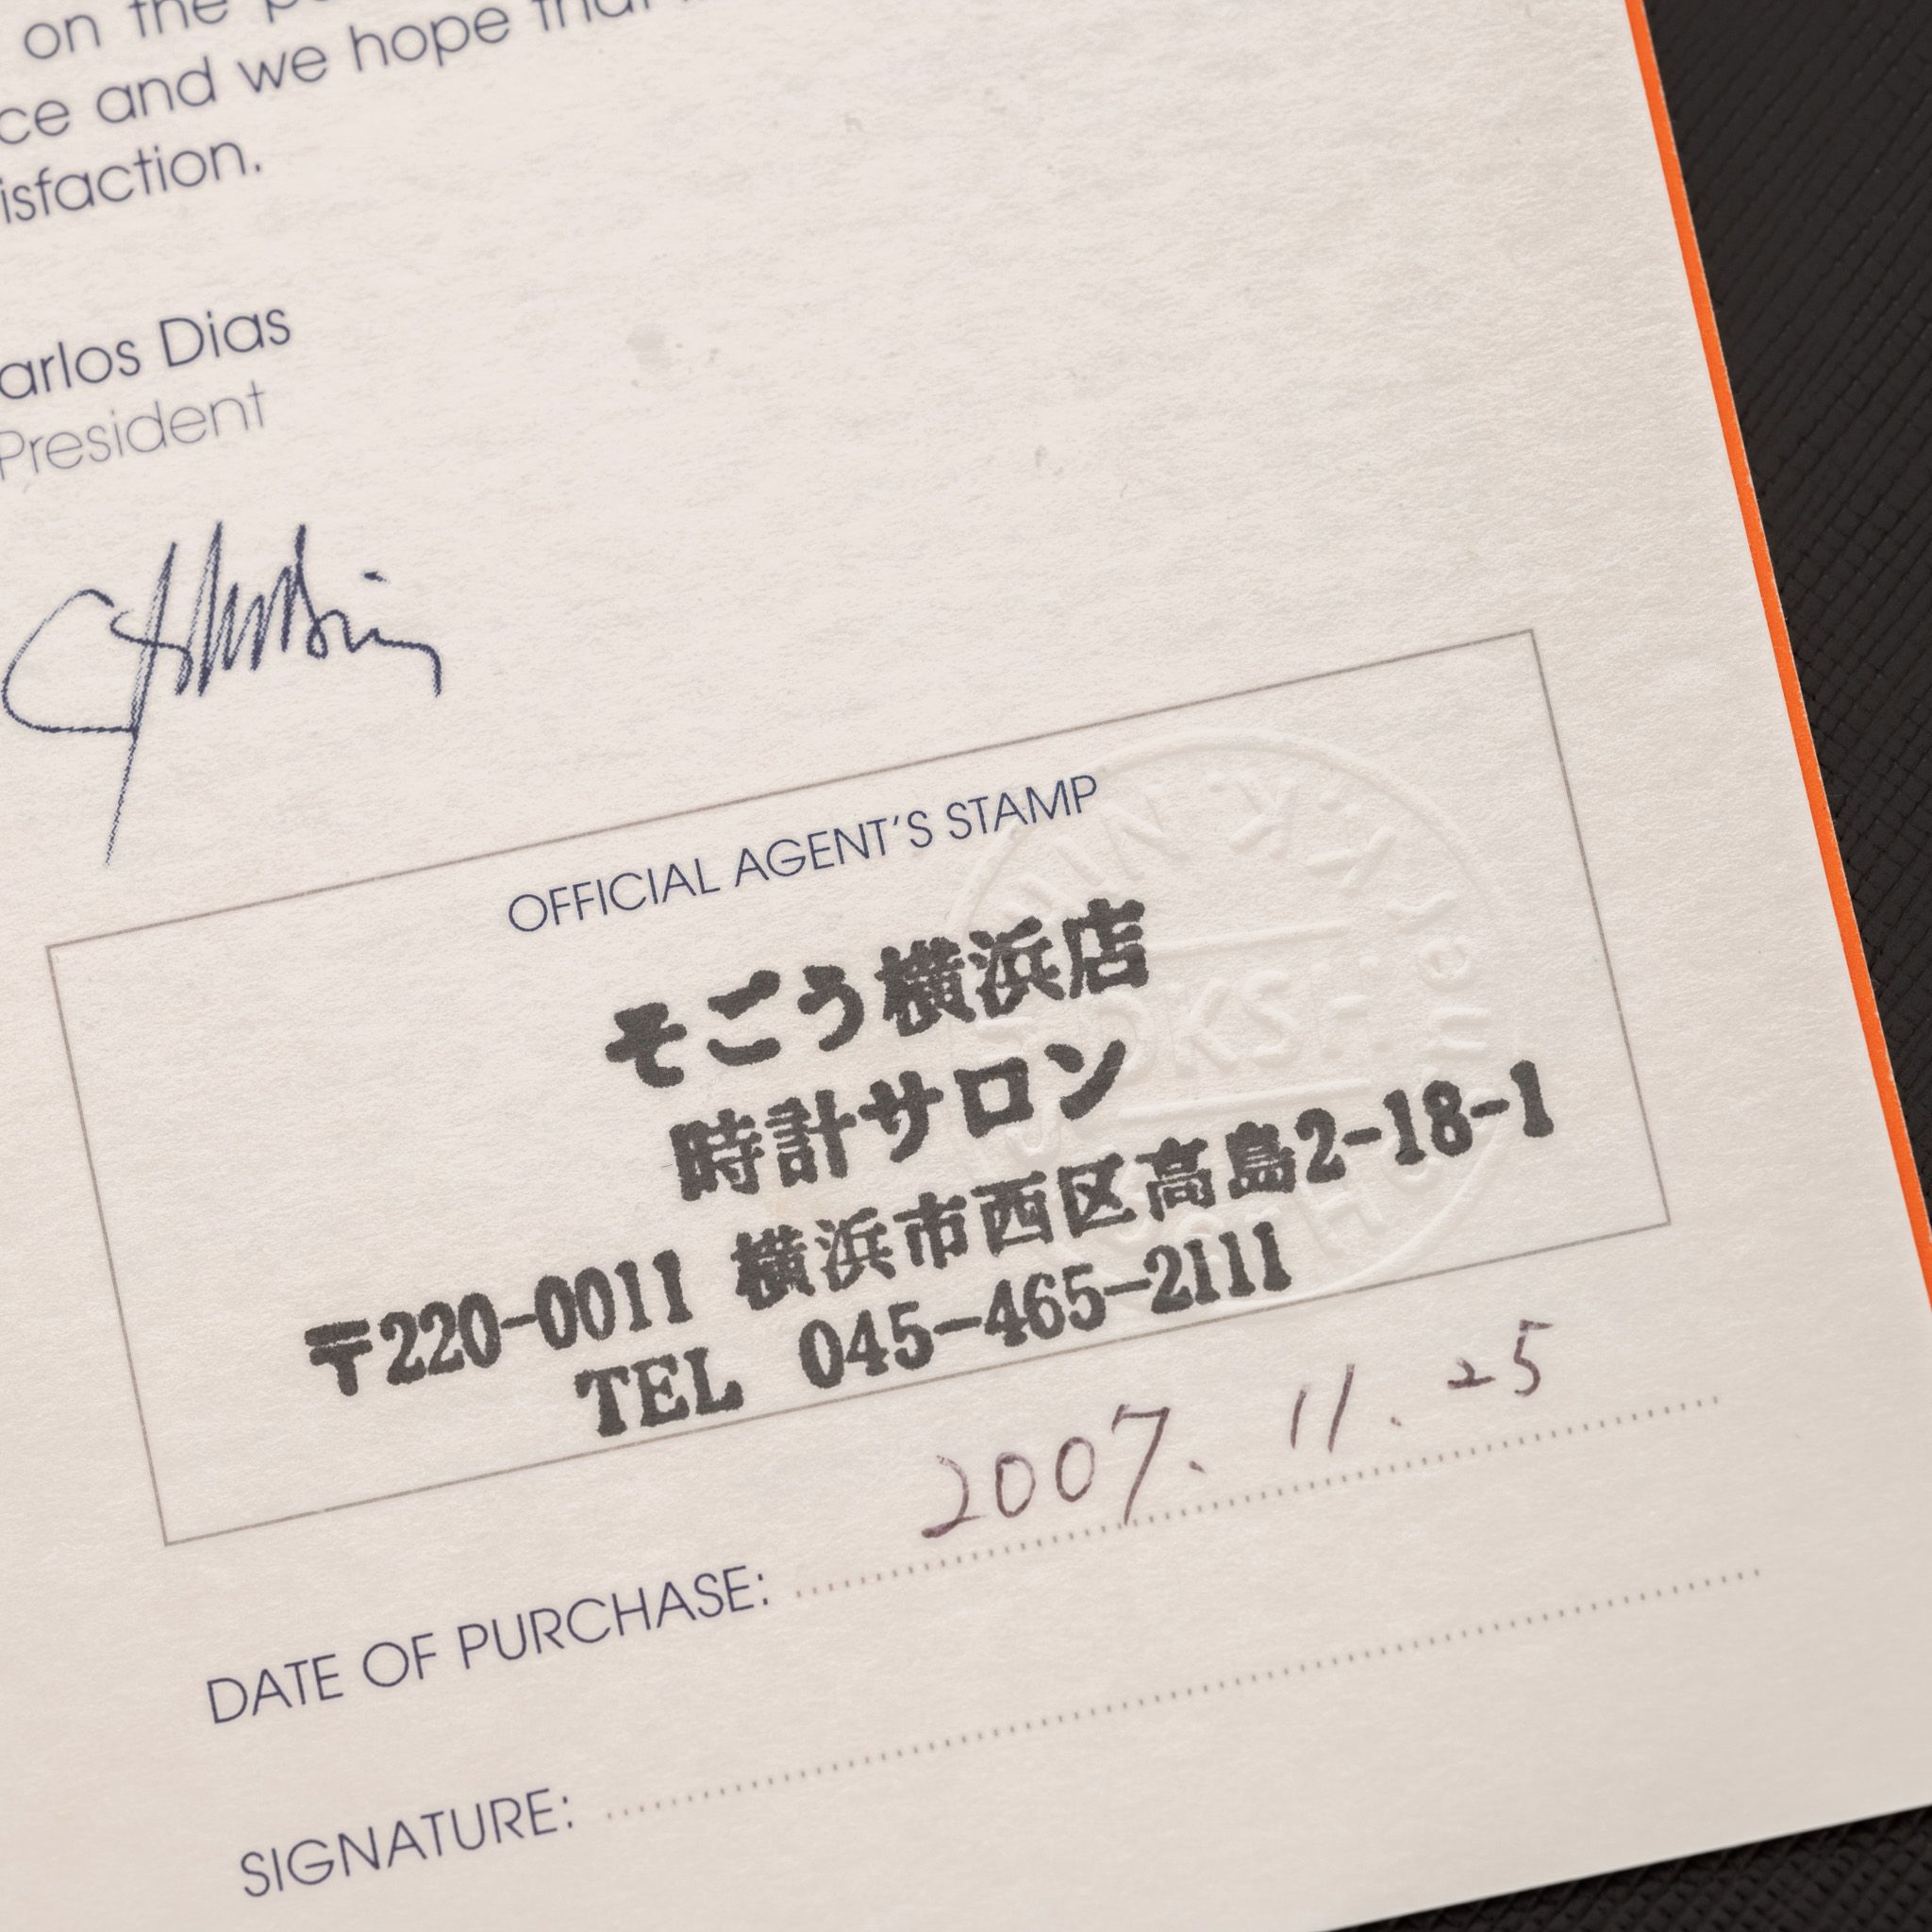 on the
ce and we hope that
isfaction.
arlos Dias
President
OFFICIAL AGENT'S STAMP
そごう横浜店
時計サロン
〒220-0011 横浜市西区高島2-18-1
TEL 045-465-2111
DATE OF PURCHASE: 2007. 11. 25
SIGNATURE: